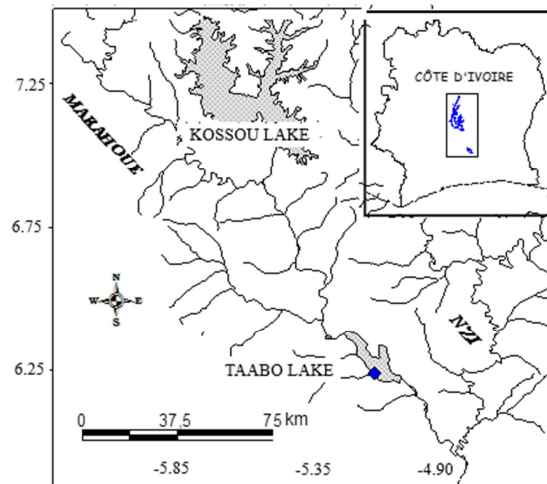 7.25
CÔTE D'IVOIRE
MARAHOUE
KOSSOU LAKE
6.75
N
W E
S
NZI
6.25
TAABO LAKE
0 37.5 75 km
-5.85 -5.35 -4.90